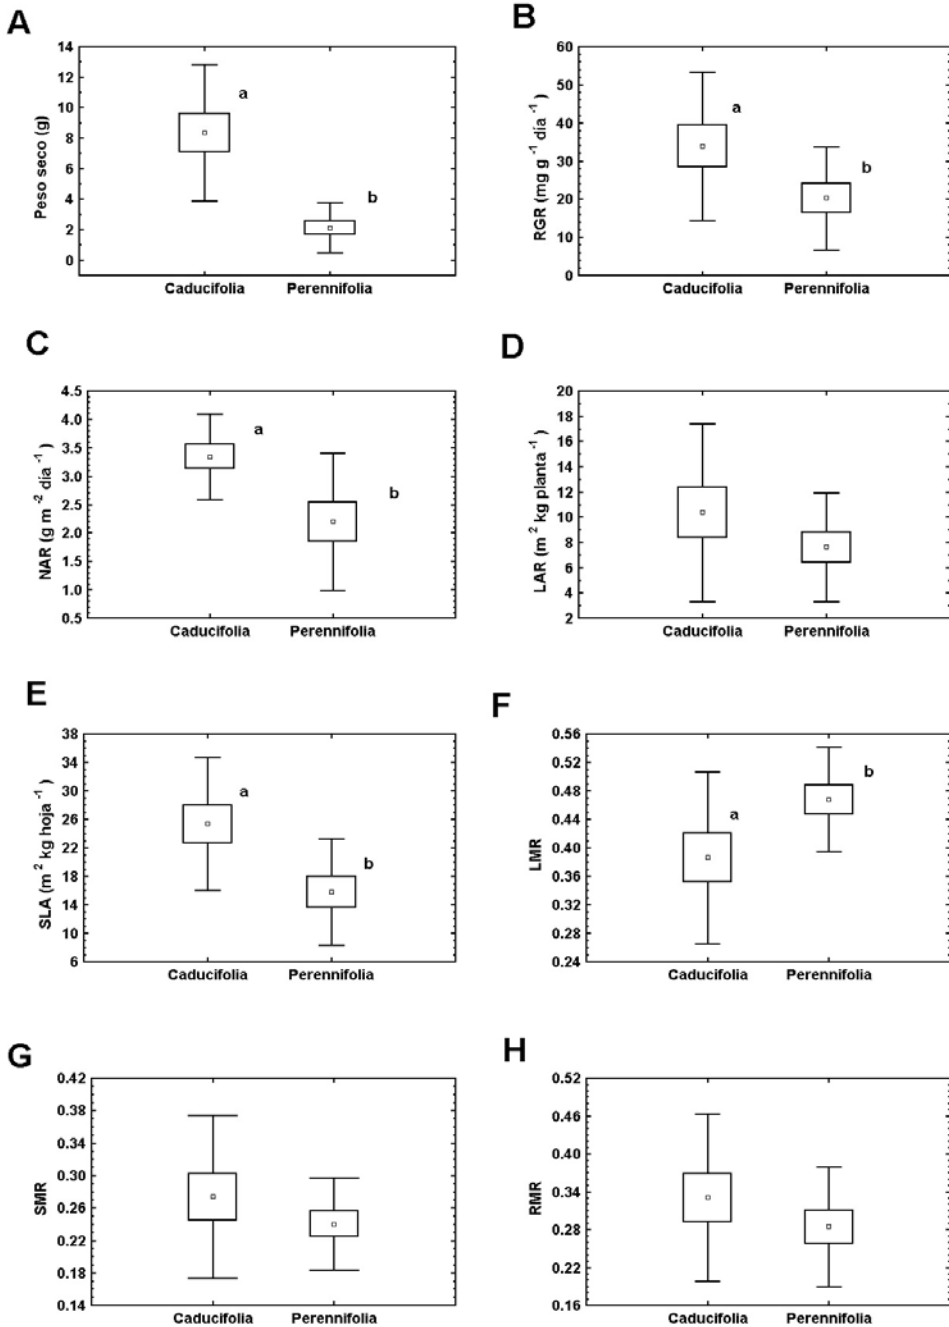 A
Peso seco (g)
14
12
10
8
6
4
2
0
a
b
Caducifolia Perennifolia
B
RGR (mg g -1 día -1)
60
50
40
30
20
10
0
a
b
Caducifolia Perennifolia
C
NAR (g m -2 día -1)
4.5
4.0
3.5
3.0
2.5
2.0
1.5
1.0
0.5
a
b
Caducifolia Perennifolia
D
LAR (m 2 kg planta -1)
20
18
16
14
12
10
8
6
4
2
Caducifolia Perennifolia
E
SLA (m 2 kg hoja -1)
38
34
30
26
22
18
14
10
6
a
b
Caducifolia Perennifolia
F
LMR
0.56
0.52
0.48
0.44
0.40
0.36
0.32
0.28
0.24
a
b
Caducifolia Perennifolia
G
SMR
0.42
0.38
0.34
0.30
0.26
0.22
0.18
0.14
Caducifolia Perennifolia
H
RMR
0.52
0.46
0.40
0.34
0.28
0.22
0.16
Caducifolia Perennifolia